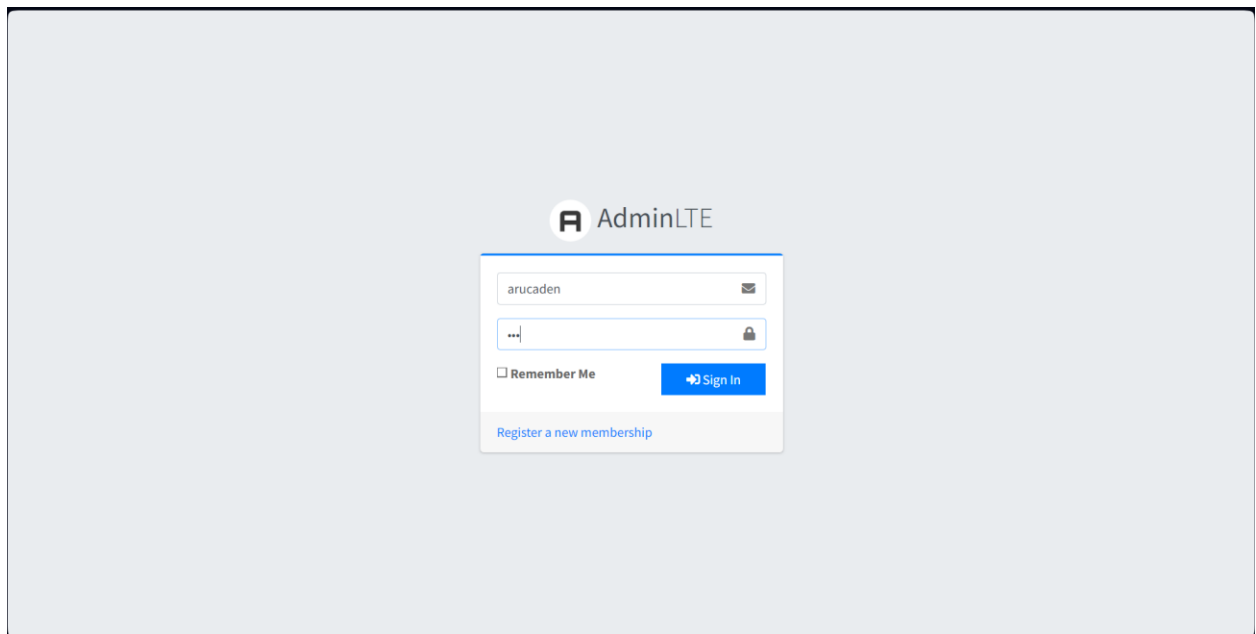 AdminLTE
arucaden
•••
Remember Me
Sign In
Register a new membership